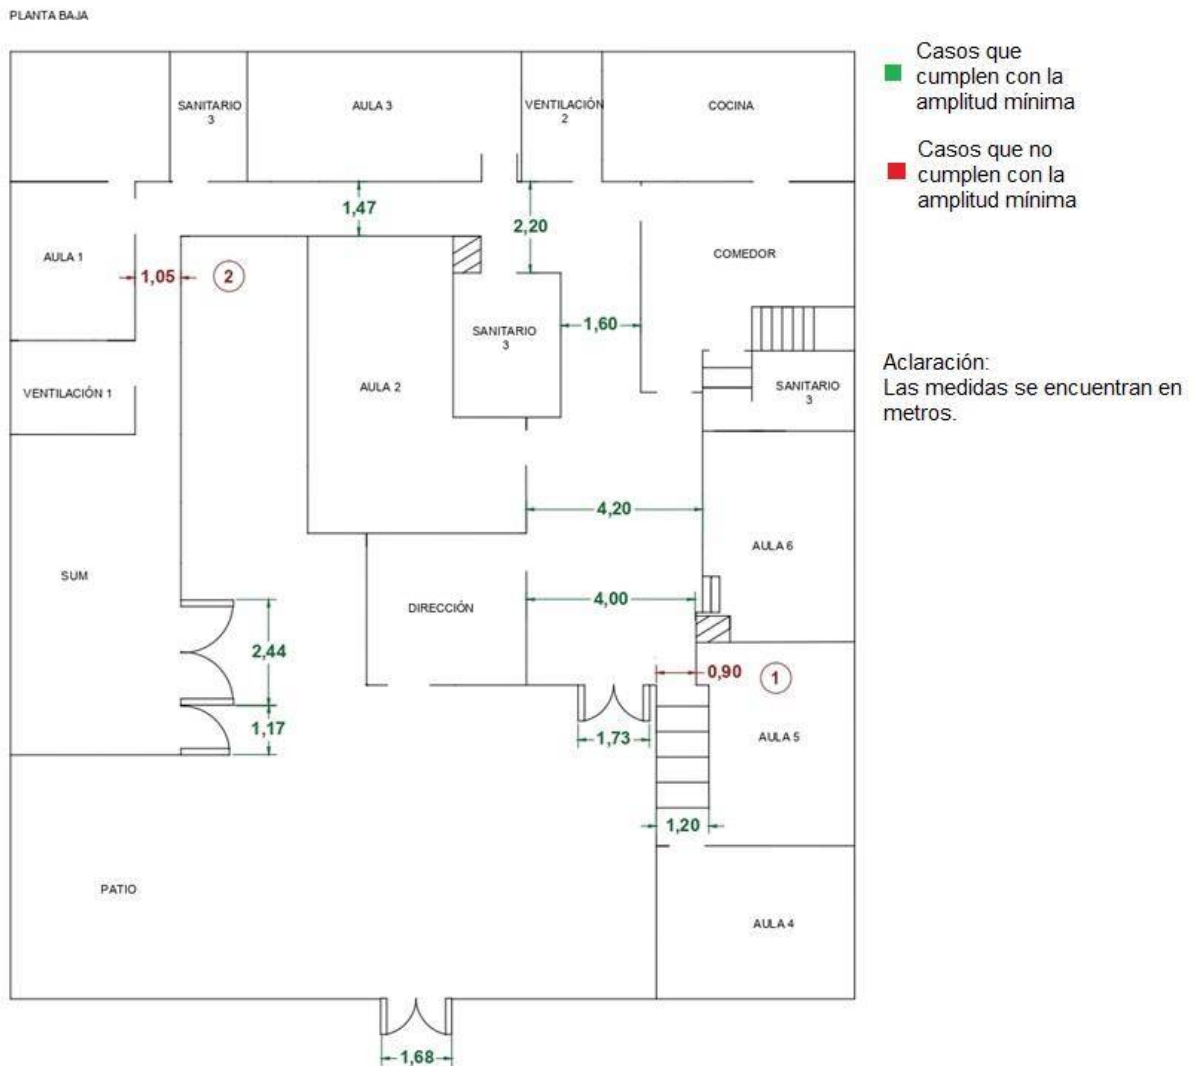 PLANTA BAJA
Casos que
cumplen con la
amplitud mínima
Casos que no
cumplen con la
amplitud mínima
SANITARIO
3
AULA 3
VENTILACIÓN
2
COCINA
1,47
2,20
AULA 1
1,05
2
COMEDOR
SANITARIO
3
1,60
AULA 2
VENTILACIÓN 1
SANITARIO
3
Aclaración:
Las medidas se encuentran en
metros.
4,20
AULA 6
SUM
DIRECCIÓN
4,00
2,44
0,90
1
1,17
1,73
AULA 5
1,20
PATIO
AULA 4
1,68